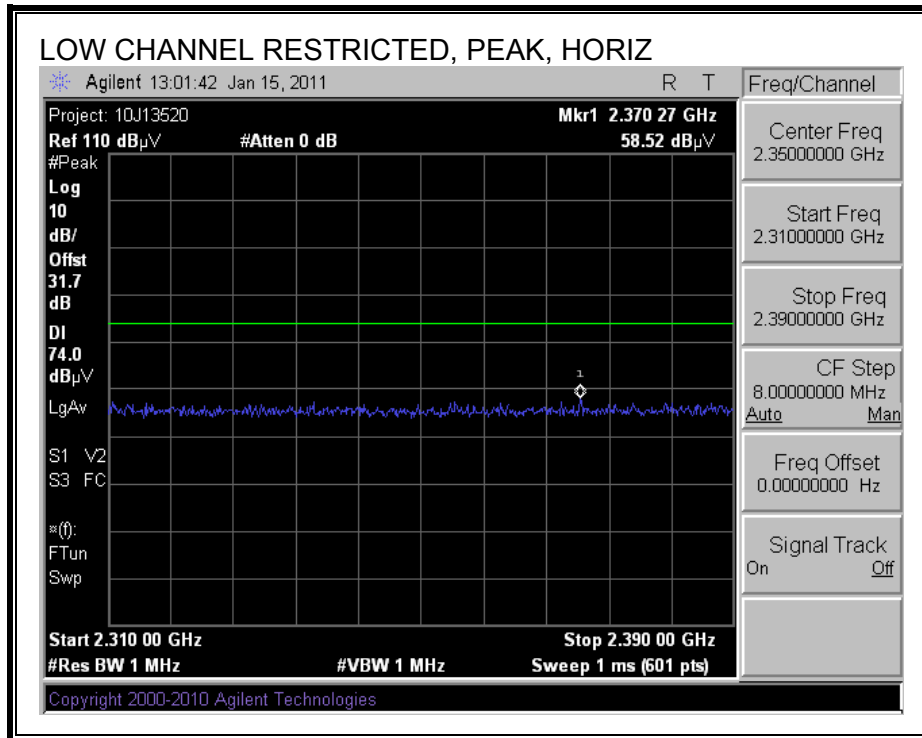 LOW CHANNEL RESTRICTED, PEAK, HORIZ
Agilent 13:01:42 Jan 15, 2011 R T
Freq/Channel
Project: 10J13520 Mkr1 2.370 27 GHz
Ref 110 dBµV #Atten 0 dB 58.52 dBµV
#Peak
Log
10
dB/
Offst
31.7
dB
DI
74.0
dBµV
LgAv
S1 V2
S3 FC
¤(f):
FTun
Swp
1
Start 2.310 00 GHz Stop 2.390 00 GHz
#Res BW 1 MHz #VBW 1 MHz Sweep 1 ms (601 pts)
Copyright 2000-2010 Agilent Technologies
Center Freq
2.35000000 GHz
Start Freq
2.31000000 GHz
Stop Freq
2.39000000 GHz
CF Step
8.00000000 MHz
Auto Man
Freq Offset
0.00000000 Hz
Signal Track
On Off